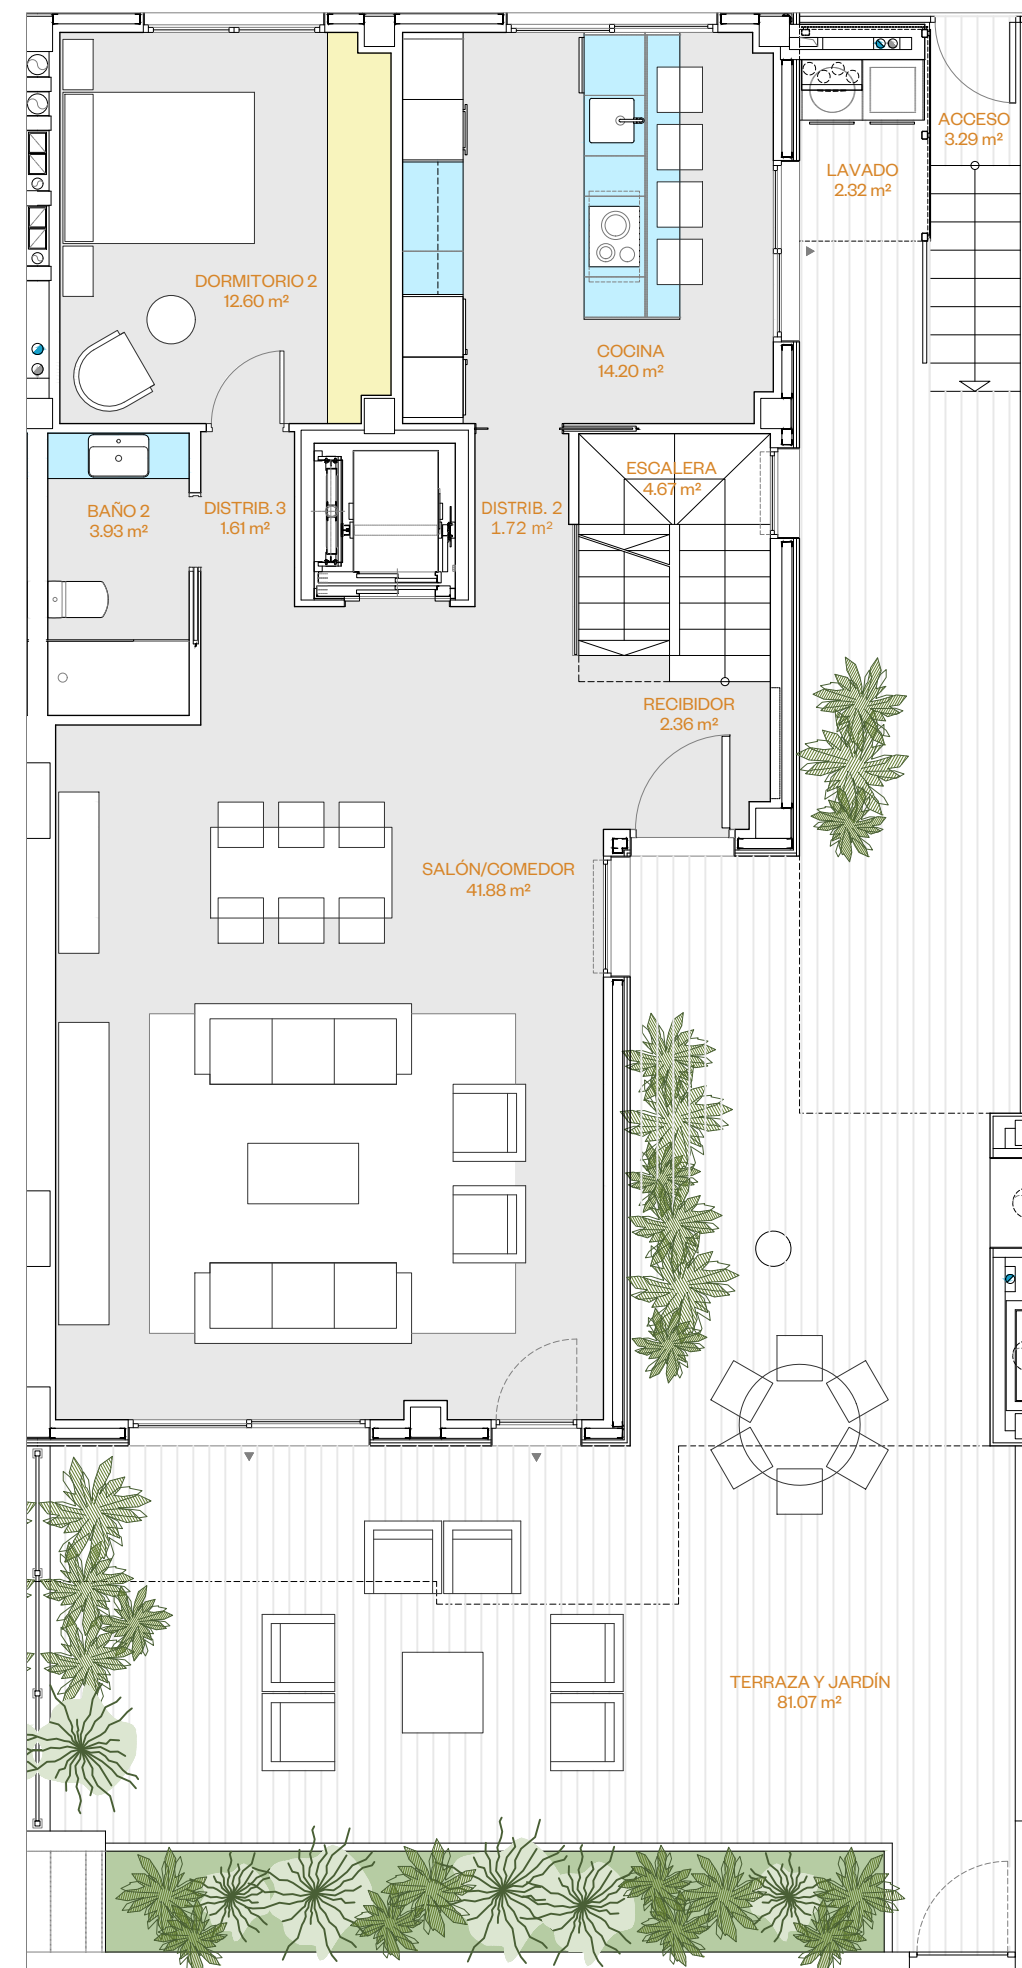 ACCESO
3.29 m²
LAVADO
2.32 m²
DORMITORIO 2
12.60 m²
COCINA
14.20 m²
ESCALERA
4.67 m²
BAÑO 2
3.93 m²
DISTRIB. 3
1.61 m²
DISTRIB. 2
1.72 m²
RECIBIDOR
2.36 m²
SALÓN/COMEDOR
41.88 m²
TERRAZA Y JARDÍN
81.07 m²